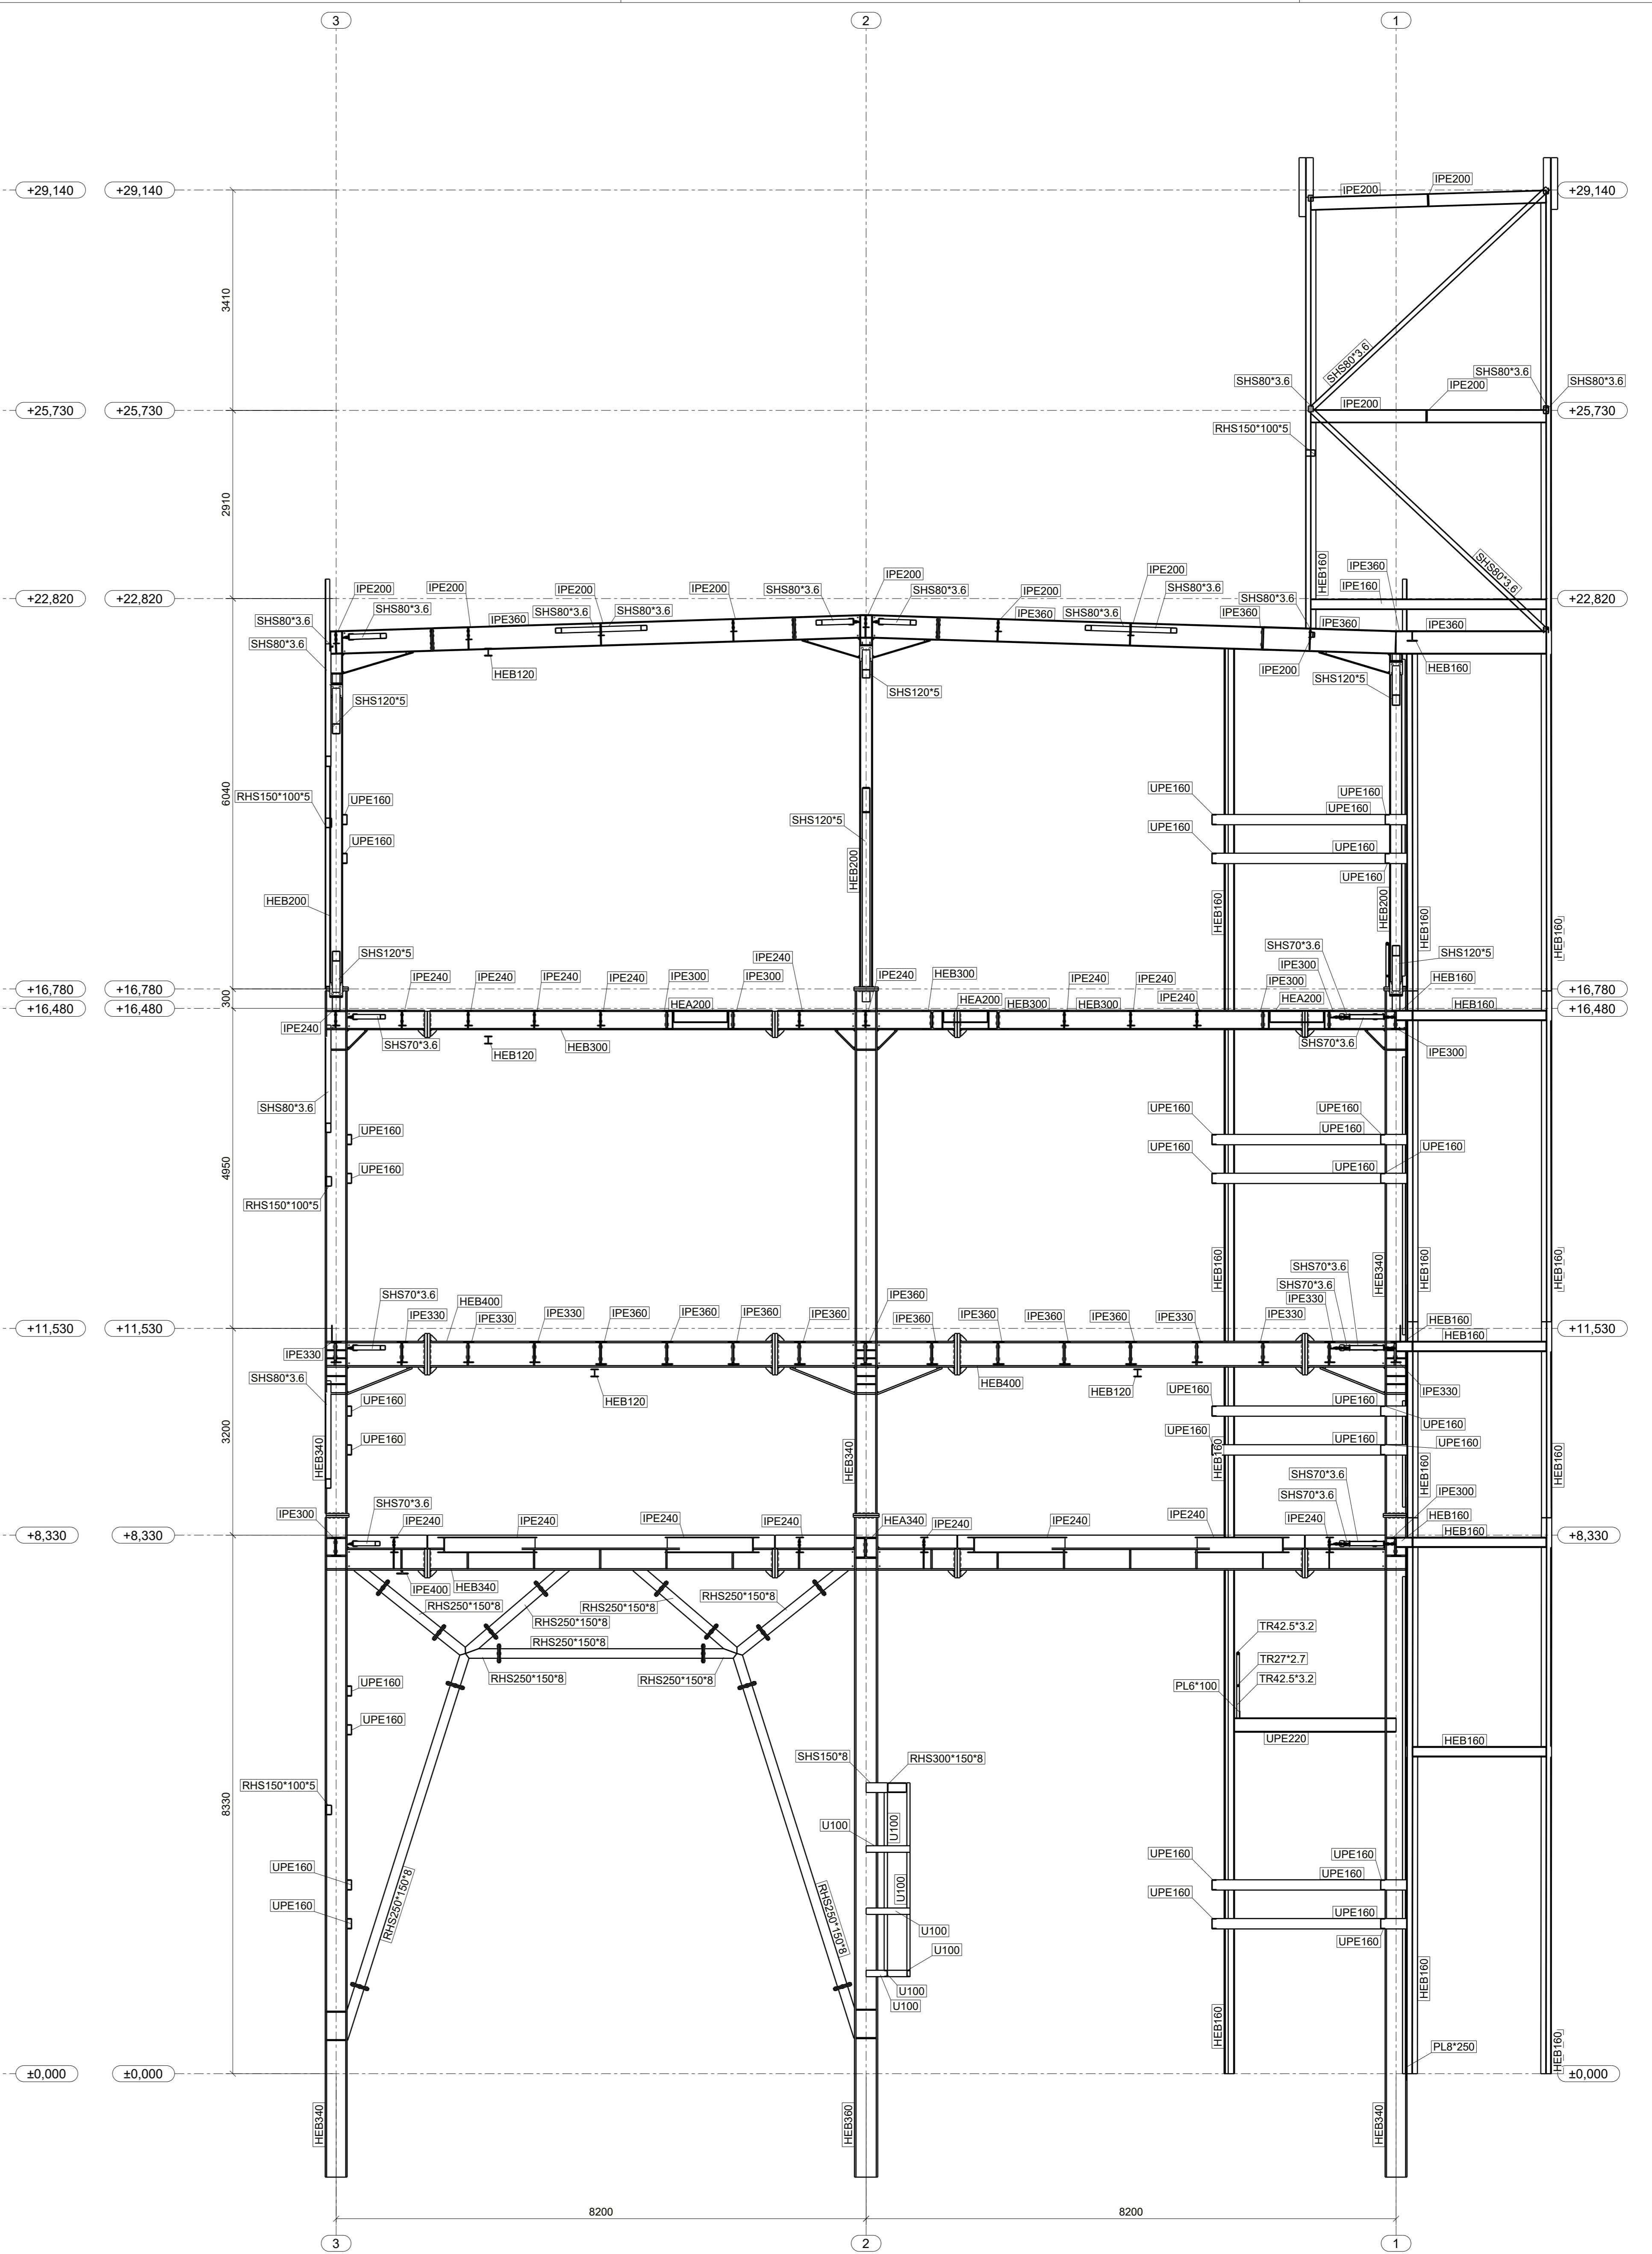 3
2
1
+29,140
+29,140
IPE200
IPE200
+29,140
3410
SHS80*3.6
SHS80*3.6
SHS80*3.6
SHS80*3.6
IPE200
IPE200
+25,730
+25,730
+25,730
RHS150*100*5
2910
SHS80*3.6
HEB160
IPE360
IPE160
+22,820
+22,820
+22,820
IPE200
IPE200
IPE200
IPE200
SHS80*3.6
IPE200
SHS80*3.6
IPE200
IPE200
SHS80*3.6
SHS80*3.6
SHS80*3.6
SHS80*3.6
IPE360
SHS80*3.6
SHS80*3.6
IPE360
SHS80*3.6
IPE360
IPE360
IPE360
SHS80*3.6
HEB120
IPE200
HEB160
SHS120*5
SHS120*5
SHS120*5
6040
RHS150*100*5
UPE160
UPE160
UPE160
UPE160
UPE160
SHS120*5
UPE160
UPE160
UPE160
HEB200
HEB160
HEB200
UPE160
HEB200
HEB160
HEB160
SHS120*5
IPE240
SHS70*3.6
SHS120*5
IPE240
IPE240
IPE240
IPE240
IPE300
IPE300
IPE240
HEB300
IPE240
IPE240
IPE300
HEB160
+16,780
+16,780
+16,780
300
HEA200
HEA200
HEB300
HEB300
IPE240
IPE300
HEA200
HEB160
+16,480
+16,480
+16,480
IPE240
SHS70*3.6
HEB120
HEB300
SHS70*3.6
IPE300
SHS80*3.6
UPE160
UPE160
UPE160
UPE160
UPE160
UPE160
UPE160
UPE160
4950
RHS150*100*5
HEB160
HEB340
HEB160
HEB160
SHS70*3.6
SHS70*3.6
HEB400
IPE330
IPE330
IPE330
IPE360
IPE360
IPE360
IPE360
IPE360
IPE360
IPE360
IPE360
IPE360
IPE330
SHS70*3.6
IPE330
IPE330
HEB160
HEB160
+11,530
+11,530
+11,530
IPE330
SHS80*3.6
HEB120
HEB400
HEB120
IPE330
UPE160
UPE160
UPE160
UPE160
3200
UPE160
UPE160
UPE160
UPE160
HEB340
HEB340
HEB160
HEB160
HEB160
SHS70*3.6
SHS70*3.6
SHS70*3.6
IPE300
IPE300
IPE240
IPE240
IPE240
IPE240
HEA340
IPE240
IPE240
IPE240
IPE240
HEB160
HEB160
+8,330
+8,330
+8,330
IPE400
HEB340
RHS250*150*8
RHS250*150*8
RHS250*150*8
RHS250*150*8
RHS250*150*8
RHS250*150*8
RHS250*150*8
TR42.5*3.2
TR27*2.7
TR42.5*3.2
PL6*100
UPE220
HEB160
UPE160
UPE160
SHS150*8
RHS300*150*8
RHS150*100*5
8330
U100
U100
U100
U100
U100
U100
U100
UPE160
UPE160
RHS250*150*8
RHS250*150*8
UPE160
UPE160
UPE160
UPE160
UPE160
UPE160
HEB160
HEB160
HEB160
PL8*250
±0,000
±0,000
±0,000
HEB340
HEB360
HEB340
8200
8200
3
2
1